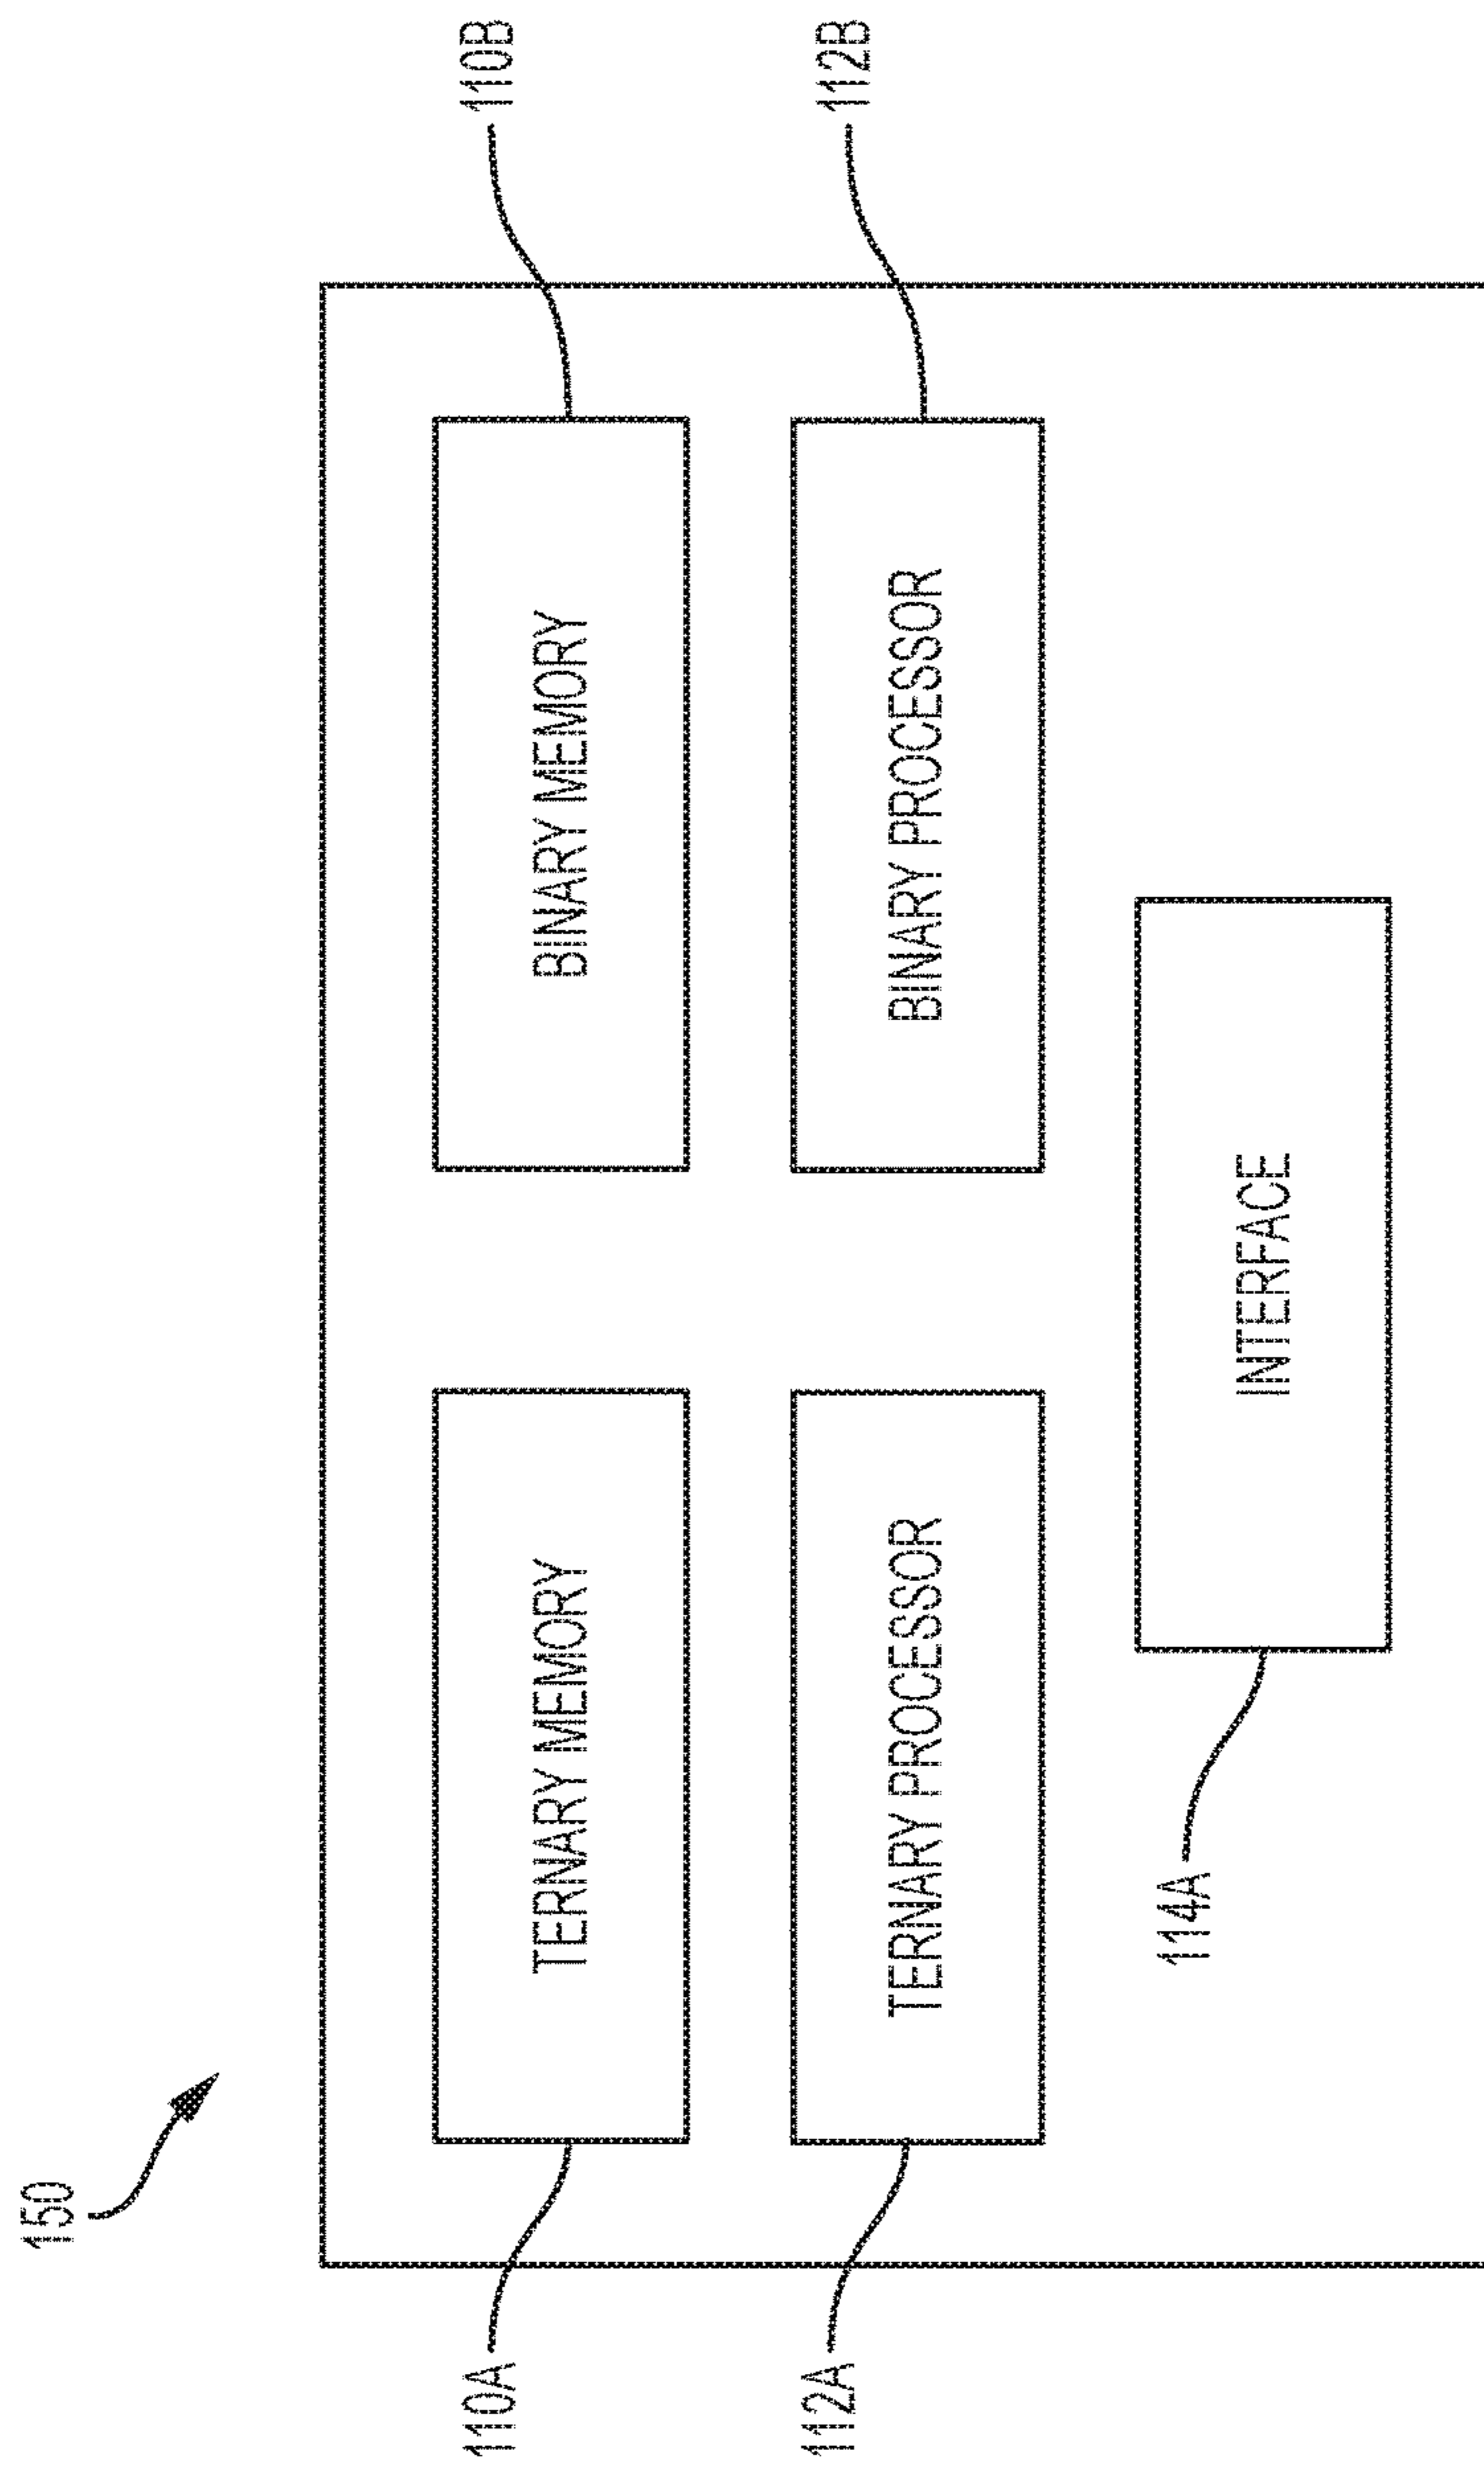 150
110A
TERNARY MEMORY
BINARY MEMORY
110B
112A
TERNARY PROCESSOR
BINARY PROCESSOR
112B
114A
INTERFACE